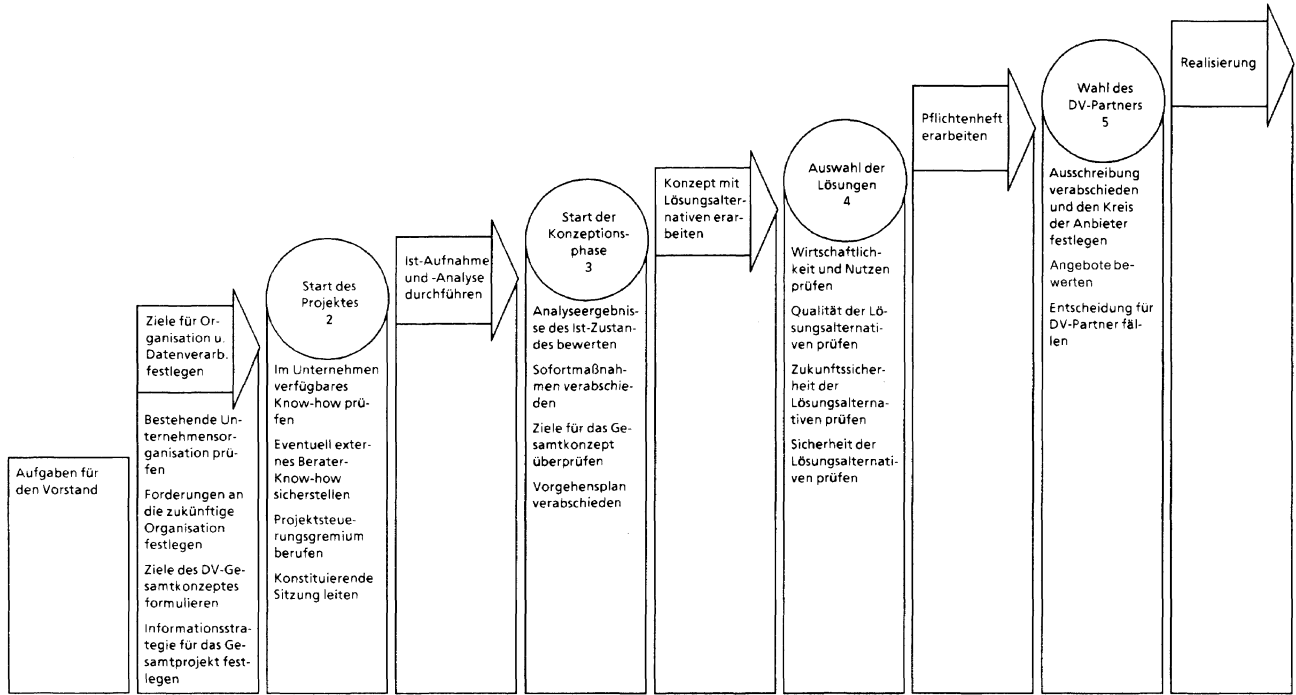 Aufgaben für
den Vorstand
Ziele für Or-
ganisation u.
Datenverarb.
festlegen
Bestehende Un-
ternehmensor-
ganisation prü-
fen
Forderungen an
die zukünftige
Organisation
festlegen
Ziele des DV-Ge-
samtkonzeptes
formulieren
Informationsstra-
tegie für das Ge-
samtprojekt fest-
legen
Start des
Projektes
2
Im Unternehmen
verfügbares
Know-how prü-
fen
Eventuell exter-
nes Berater-
Know-how
sicherstellen
Projektsteue-
rungsgremium
berufen
Konstituierende
Sitzung leiten
Ist-Aufnahme
und -Analyse
durchführen
Start der
Konzeptions-
phase
3
Analyseergebnis-
se des Ist-Zustan-
des bewerten
Sofortmaßnah-
men verabschie-
den
Ziele für das Ge-
samtkonzept
überprüfen
Vorgehensplan
verabschieden
Konzept mit
Lösungsalter-
nativen erar-
beiten
Auswahl der
Lösungen
4
Wirtschaftlich-
keit und Nutzen
prüfen
Qualität der Lö-
sungsalternati-
ven prüfen
Zukunftssicher-
heit der
Lösungsalterna-
tiven prüfen
Sicherheit der
Lösungsalternati-
ven prüfen
Pflichtenheft
erarbeiten
Wahl des
DV-Partners
5
Ausschreibung
verabschieden
und den Kreis
der Anbieter
festlegen
Angebote be-
werten
Entscheidung für
DV-Partner fäl-
len
Realisierung